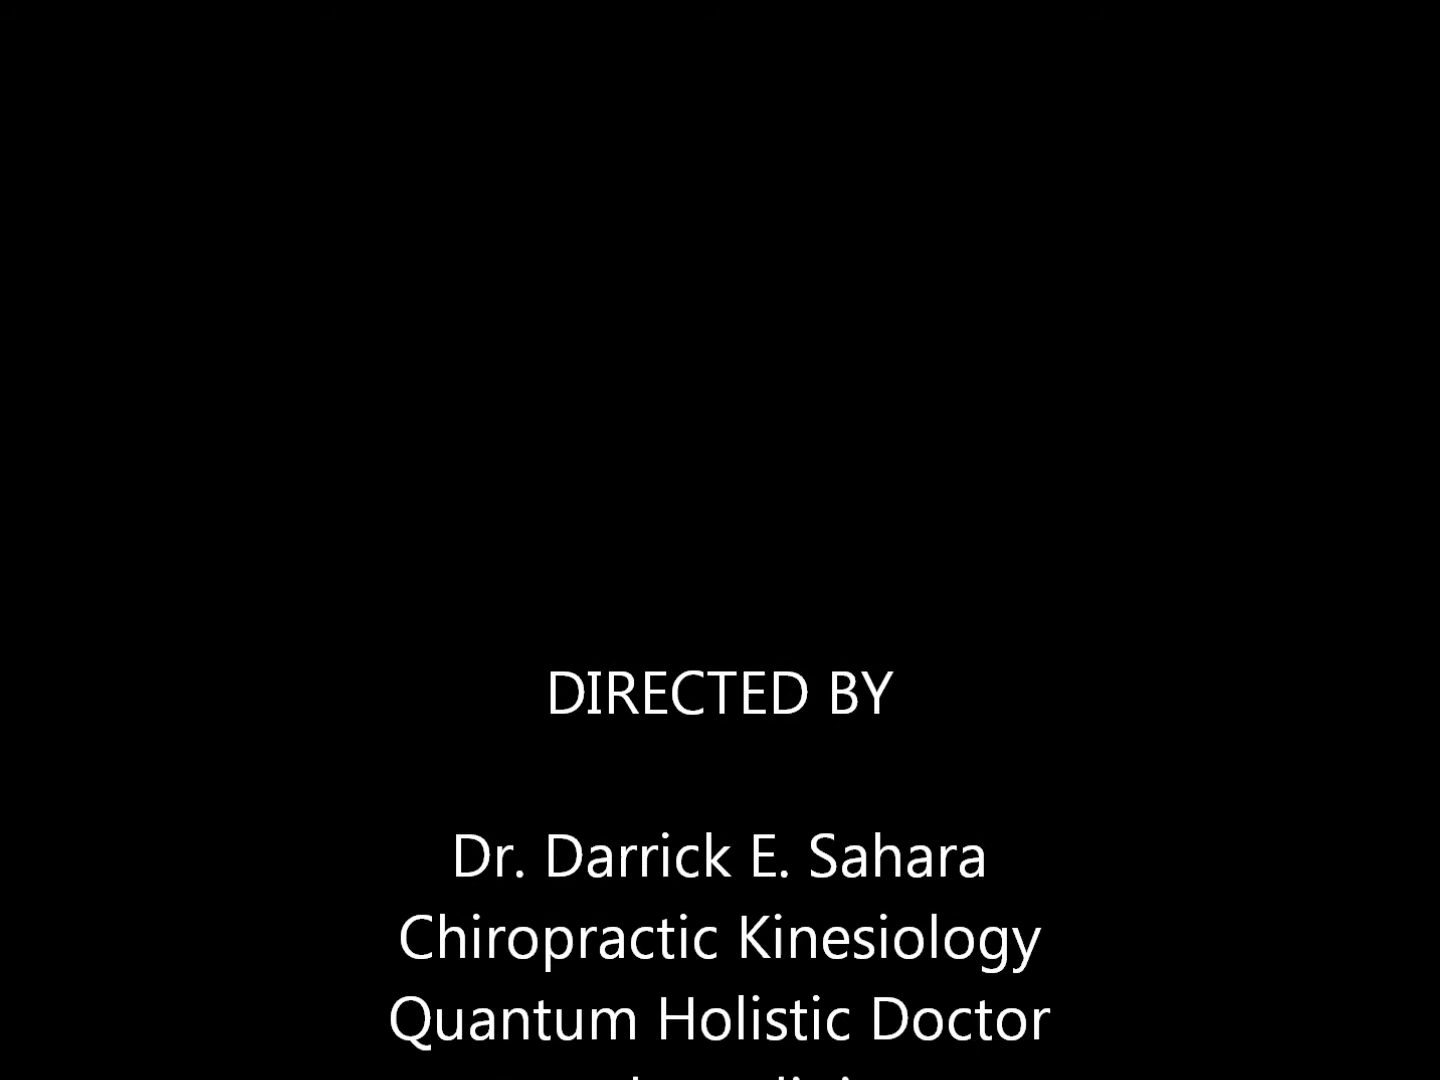 DIRECTED BY
Dr. Darrick E. Sahara
Chiropractic Kinesiology
Quantum Holistic Doctor